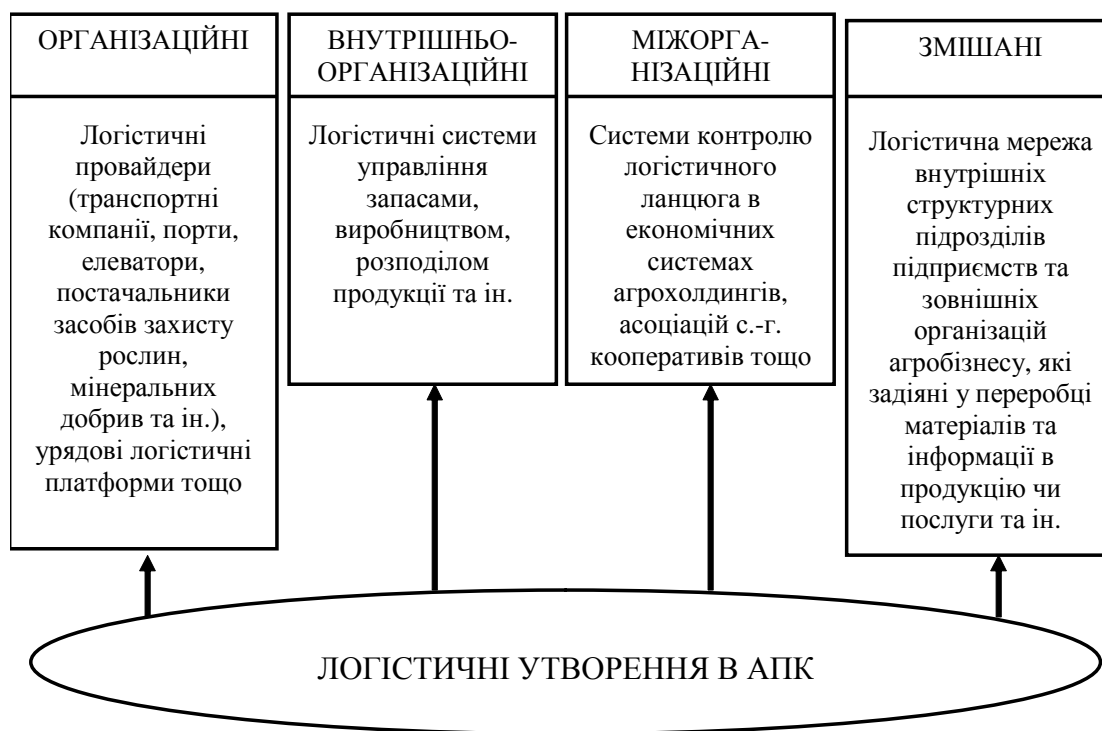 ОРГАНІЗАЦІЙНІ
Логістичні
провайдери
(транспортні
компанії, порти,
елеватори,
постачальники
засобів захисту
рослин,
мінеральних
добрив та ін.),
урядові логістичні
платформи тощо
ВНУТРІШНЬО-
ОРГАНІЗАЦІЙНІ
Логістичні системи
управління
запасами,
виробництвом,
розподілом
продукції та ін.
МІЖОРГА-
НІЗАЦІЙНІ
Системи контролю
логістичного
ланцюга в
економічних
системах
агрохолдингів,
асоціацій с.-г.
кооперативів тощо
ЗМІШАНІ
Логістична мережа
внутрішніх
структурних
підрозділів
підприємств та
зовнішніх
організацій
агробізнесу, які
задіяні у переробці
матеріалів та
інформації в
продукцію чи
послуги та ін.
ЛОГІСТИЧНІ УТВОРЕННЯ В АПК